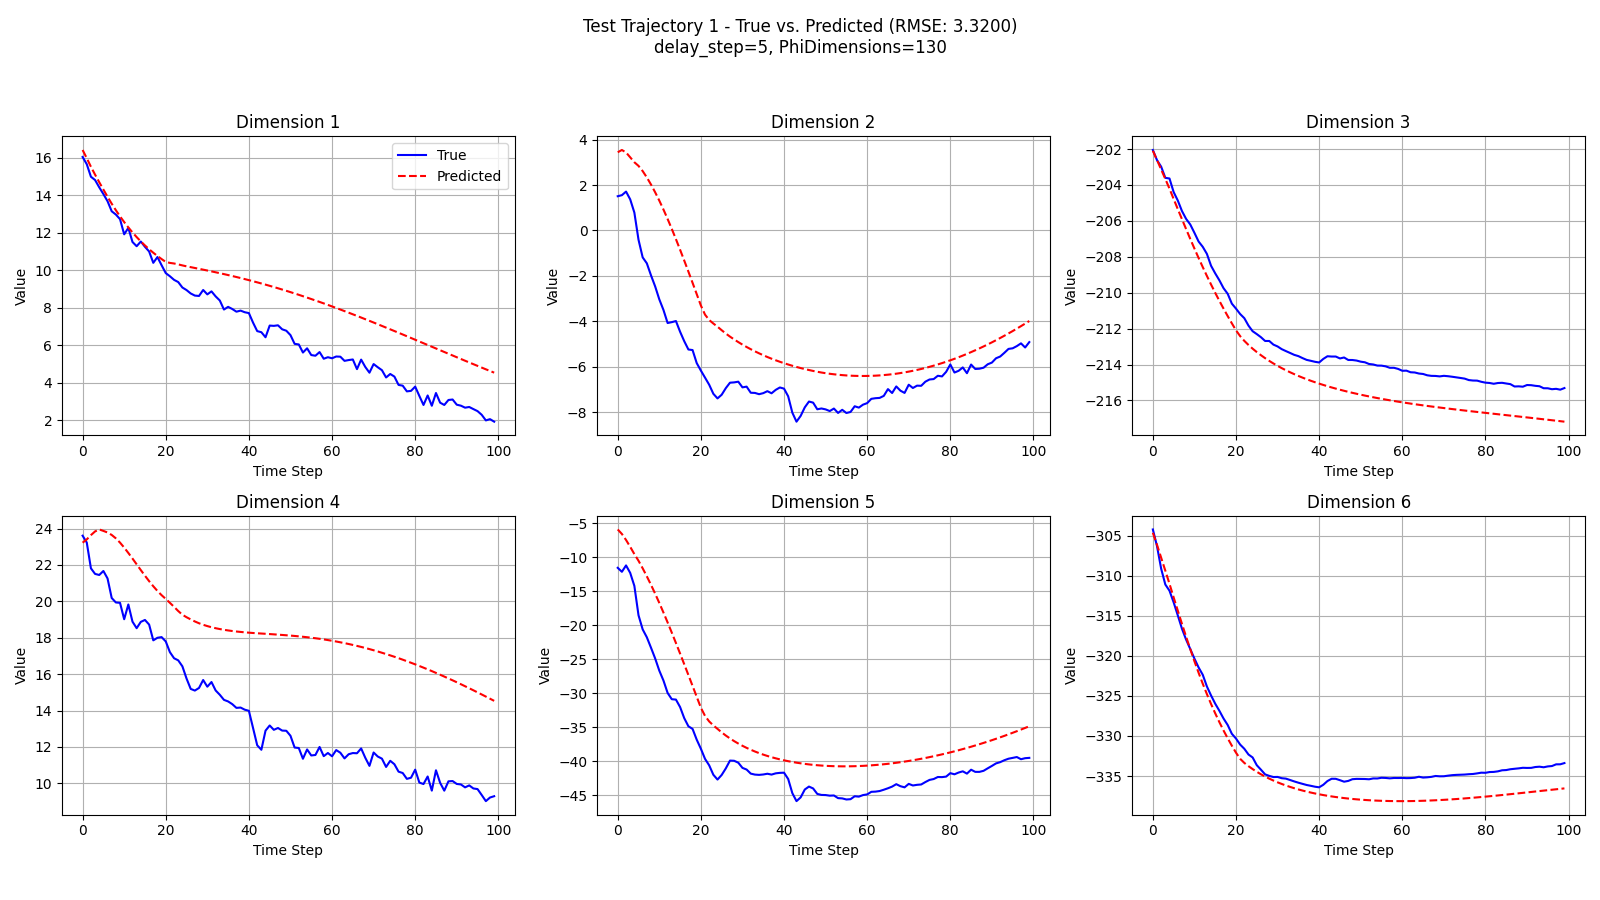 Test Trajectory 1 - True vs. Predicted (RMSE: 3.3200)
delay_step=5, PhiDimensions=130
Dimension 1
True
Predicted
Value
16
14
12
10
8
6
4
2
0 20 40 60 80 100
Time Step
Dimension 2
Value
4
2
0
−2
−4
−6
−8
0 20 40 60 80 100
Time Step
Dimension 3
Value
−202
−204
−206
−208
−210
−212
−214
−216
0 20 40 60 80 100
Time Step
Dimension 4
Value
24
22
20
18
16
14
12
10
0 20 40 60 80 100
Time Step
Dimension 5
Value
−5
−10
−15
−20
−25
−30
−35
−40
−45
0 20 40 60 80 100
Time Step
Dimension 6
Value
−305
−310
−315
−320
−325
−330
−335
0 20 40 60 80 100
Time Step